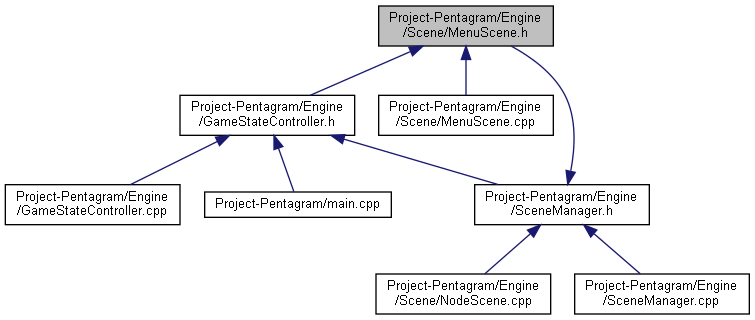 Project-Pentagram/Engine
/Scene/MenuScene.h
Project-Pentagram/Engine
/GameStateController.h
Project-Pentagram/Engine
/Scene/MenuScene.cpp
Project-Pentagram/Engine
/GameStateController.cpp
Project-Pentagram/main.cpp
Project-Pentagram/Engine
/SceneManager.h
Project-Pentagram/Engine
/Scene/NodeScene.cpp
Project-Pentagram/Engine
/SceneManager.cpp